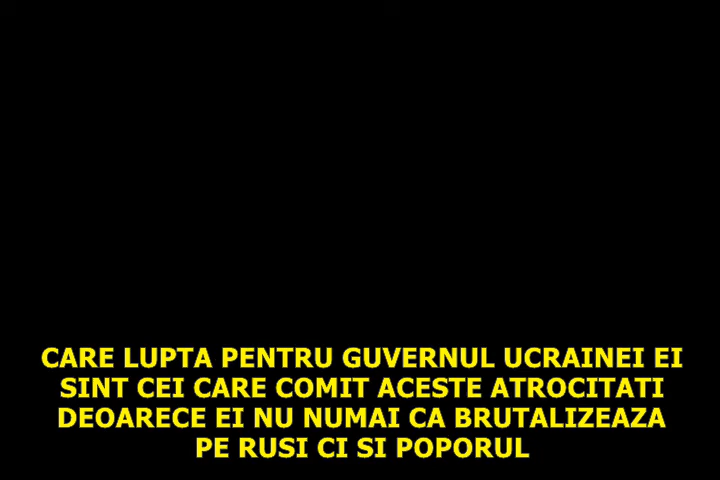 CARE LUPTA PENTRU GUVERNUL UCRAINEI EI
SINT CEI CARE COMIT ACESTE ATROCITATI
DEOARECE EI NU NUMAI CA BRUTALIZEAZA
PE RUSI CI SI POPORUL